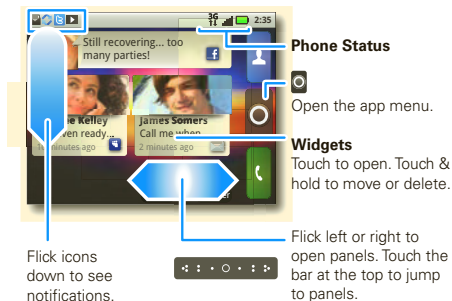 3G
2:35
Still recovering... too
many parties!
Phone Status
Open the app menu.
Kelley
ven ready...
minutes ago
James Somers
Call me when
2 minutes ago
Widgets
Touch to open. Touch &
hold to move or delete.
Flick left or right to
open panels. Touch the
bar at the top to jump
to panels.
Flick icons
down to see
notifications.